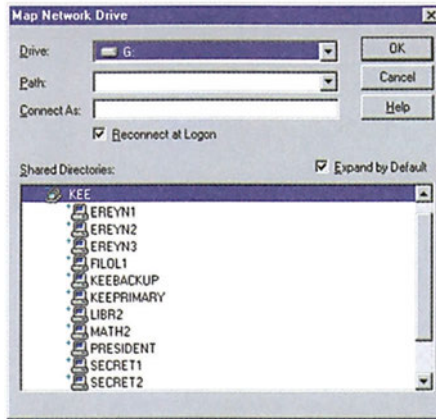 Map Network Drive
Drive: G: OK
Path: Cancel
Connect As: Help
Reconnect at Logon
Shared Directories: Expand by Default
KEE
EREYN1
EREYN2
EREYN3
FILOL1
KEEBACKUP
KEEPRIMARY
LIBR2
MATH2
PRESIDENT
SECRET1
SECRET2